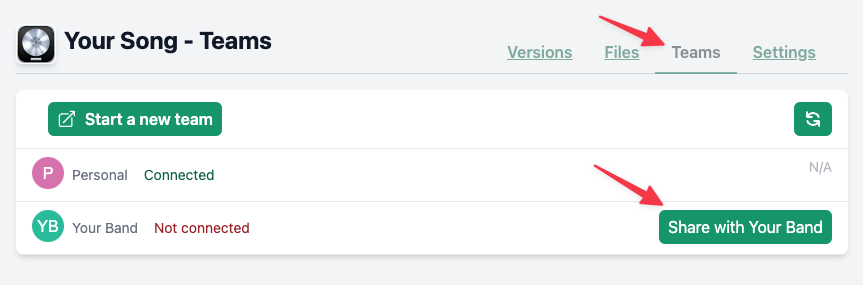 Your Song - Teams
Versions Files Teams Settings
Start a new team
P Personal Connected N/A
YB Your Band Not connected Share with Your Band